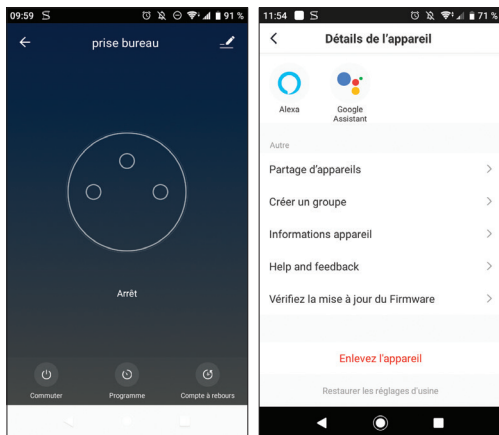 09:59 S 91 %
prise bureau
Arrêt
Commuter
Programme
Compte à rebours
11:54 S 71 %
Détails de l'appareil
Alexa
Google
Assistant
Autre
Partage d'appareils
Créer un groupe
Informations appareil
Help and feedback
Vérifiez la mise à jour du Firmware
Enlevez l'appareil
Restaurer les réglages d'usine